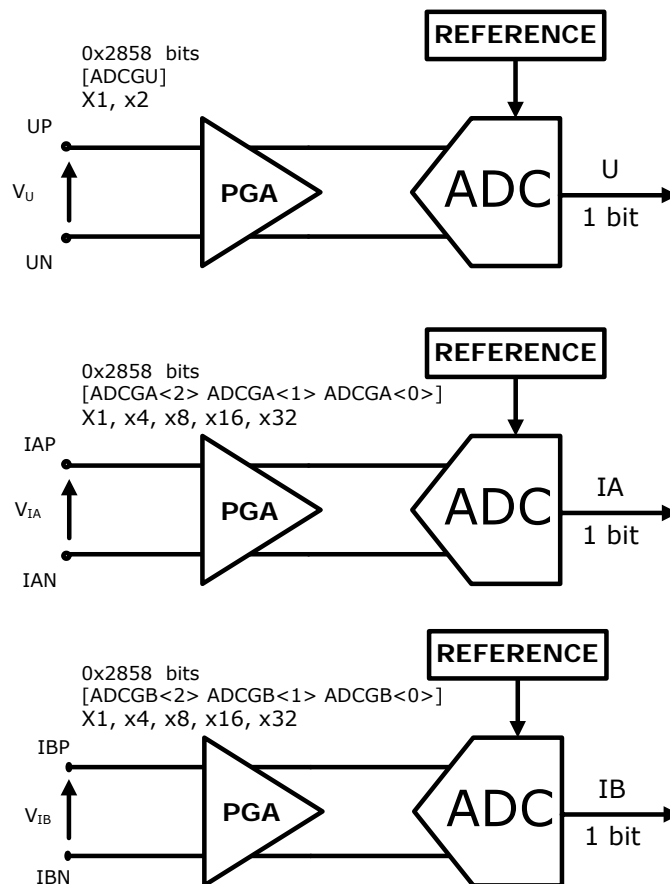 REFERENCE
0x2858 bits
[ADCGU]
X1, x2
UP
VU
UN
PGA
ADC
U
1 bit
REFERENCE
0x2858 bits
[ADCGA<2> ADCGA<1> ADCGA<0>]
X1, x4, x8, x16, x32
IAP
VIA
IAN
PGA
ADC
IA
1 bit
REFERENCE
0x2858 bits
[ADCGB<2> ADCGB<1> ADCGB<0>]
X1, x4, x8, x16, x32
IBP
VIB
IBN
PGA
ADC
IB
1 bit